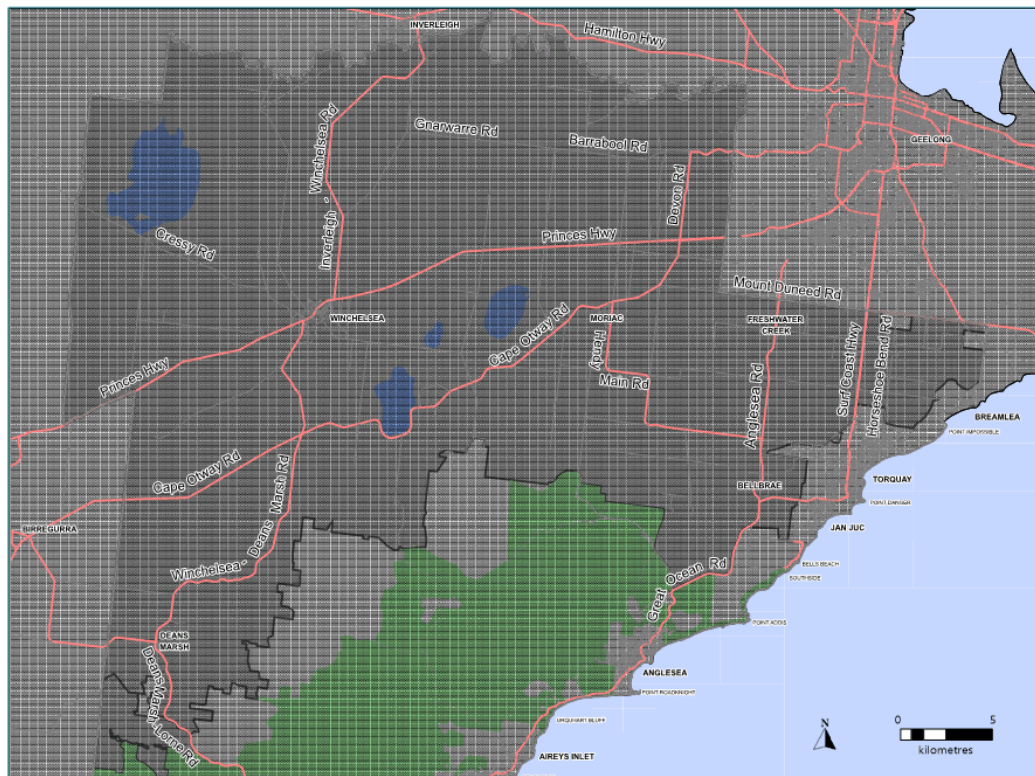 INVERLEIGH
Hamilton Hwy
Inverleigh - Winchelsea Rd
Gnarwarre Rd
Barrabool Rd
GEELONG
Devon Rd
Cressy Rd
Princes Hwy
Mount Duneed Rd
WINCHELSEA
MORIAC
FRESHWATER
CREEK
Cape Otway Rd
Hendy
Main Rd
Surf Coast Hwy
Horseshoe Bend Rd
Princes Hwy
Anglesea Rd
BREAMLEA
POINT IMPOSSIBLE
Cape Otway Rd
Winchelsea - Deans Marsh Rd
BELLBRAE
TORQUAY
POINT DANGER
BIRREGURRA
JAN JUC
BELLS BEACH
SOUTHSIDE
Great Ocean Rd
POINT ADDIS
DEANS
MARSH
Deans Marsh - Lorne Rd
ANGLESEA
POINT ROADKNIGHT
URQUHART BLUFF
AIREYS INLET
N
0 5
kilometres